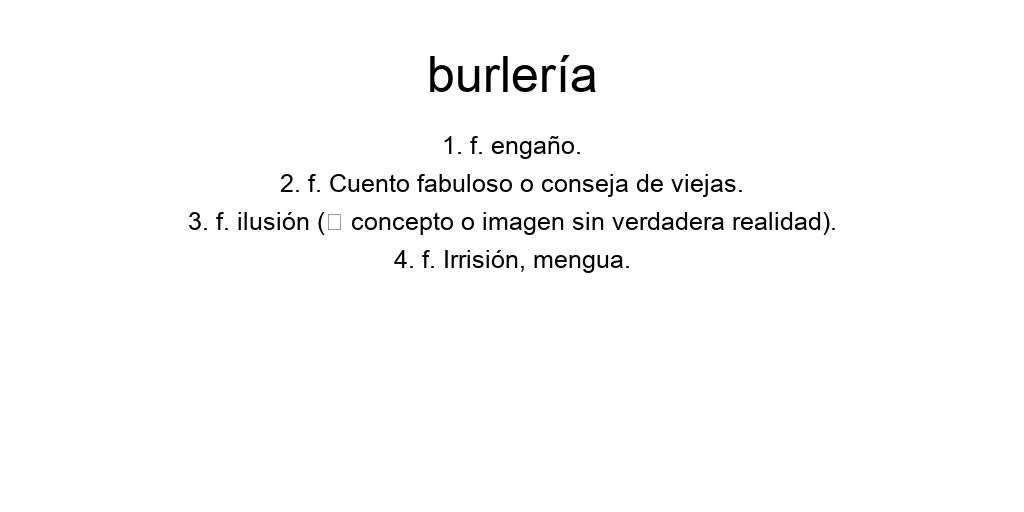 burlería
1. f. engaño.
2. f. Cuento fabuloso o conseja de viejas.
3. f. ilusión (□ concepto o imagen sin verdadera realidad).
4. f. Irrisión, mengua.